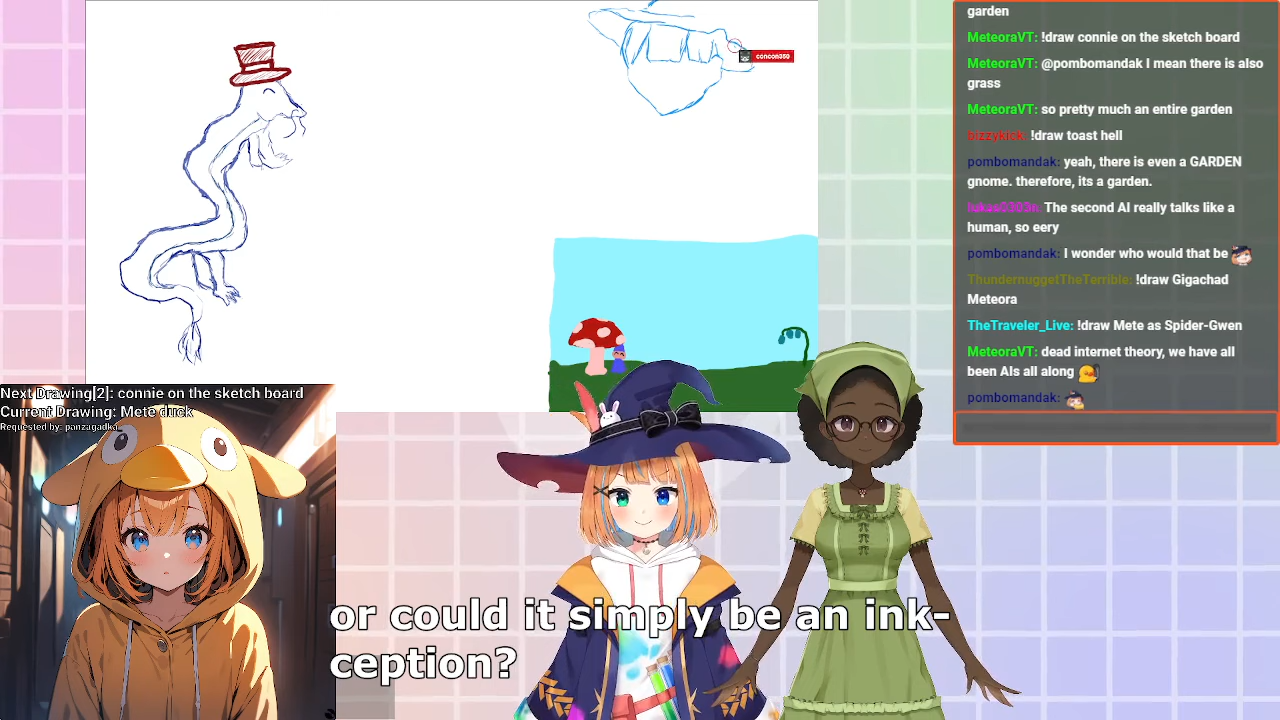 concon350
garden
MeteoraVT: !draw connie on the sketch board
MeteoraVT: @pombomandak I mean there is also
grass
MeteoraVT: so pretty much an entire garden
bizzykick: !draw toast hell
pombomandak: yeah, there is even a GARDEN
gnome. therefore, its a garden.
The second AI really talks like a
human, so eery
pombomandak: I wonder who would that be
ThundernuggetTheTerrible: !draw Gigachad
Meteora
TheTraveler_Live: !draw Mete as Spider-Gwen
MeteoraVT: dead internet theory, we have all
been AIs all along
pombomandak:
Next Drawing[2]: connie on the sketch board
Current Drawing: Mete duck
Requested by: panzagadka
or could it simply be an ink-
ception?